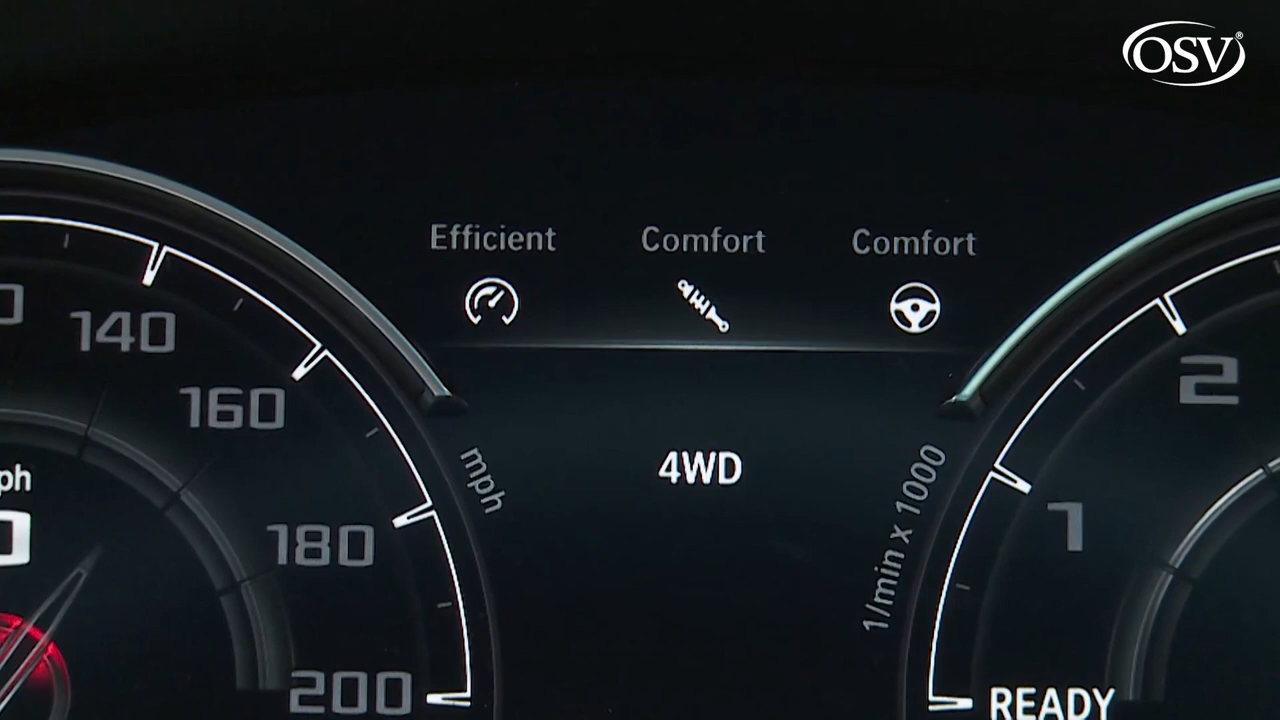 OSV®
Efficient Comfort Comfort
140
2
160
mph
4WD
1/min x 1000
1
180
200
READY